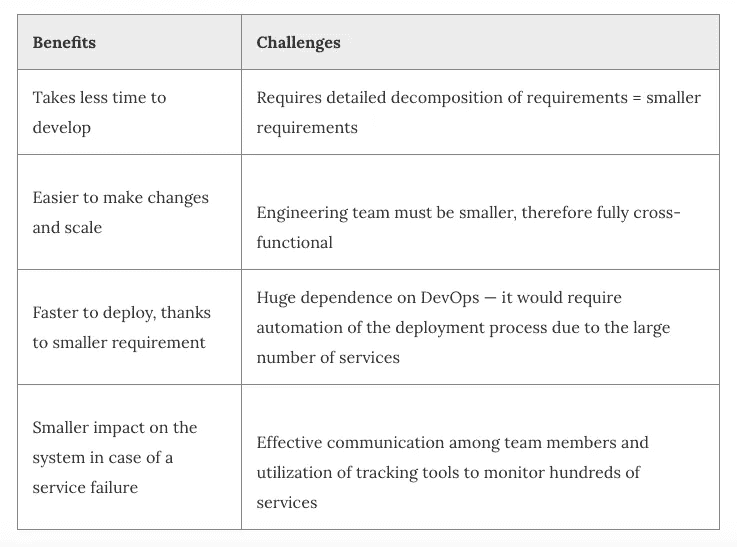 Benefits
Challenges
Takes less time to
develop
Requires detailed decomposition of requirements = smaller
requirements
Easier to make changes
and scale
Engineering team must be smaller, therefore fully cross-
functional
Faster to deploy, thanks
to smaller requirement
Huge dependence on DevOps — it would require
automation of the deployment process due to the large
number of services
Smaller impact on the
system in case of a
service failure
Effective communication among team members and
utilization of tracking tools to monitor hundreds of
services